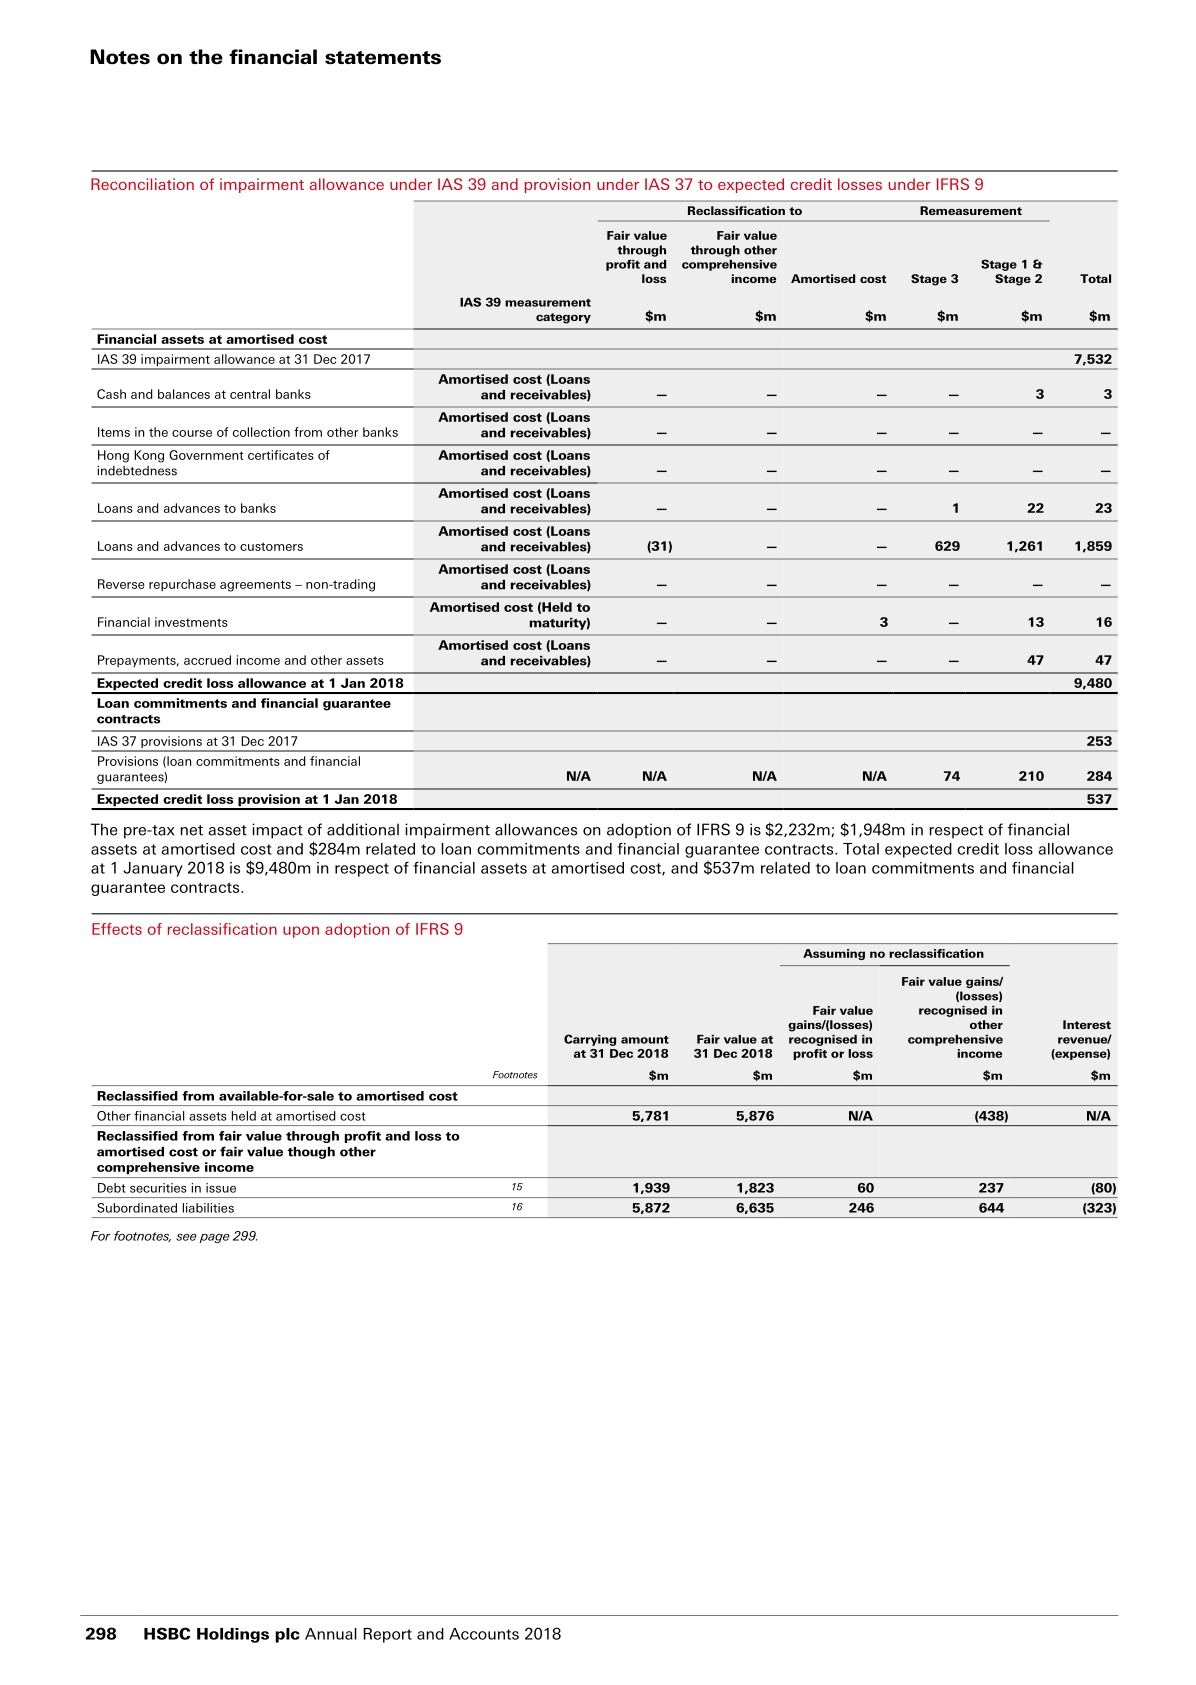 Notes on the financial statements
Reconciliation of impairment allowance under IAS 39 and provision under IAS 37 to expected credit losses under IFRS 9
Reclassification to Remeasurement
IAS 39 measurement category Fair value through profit and loss Fair value through other comprehensive income Amortised cost Stage 3 Stage 1 & Stage 2 Total
$m $m $m $m $m $m
Financial assets at amortised cost
IAS 39 impairment allowance at 31 Dec 2017 7,532
Cash and balances at central banks Amortised cost (Loans and receivables) — — — — 3 3
Items in the course of collection from other banks Amortised cost (Loans and receivables) — — — — — —
Hong Kong Government certificates of indebtedness Amortised cost (Loans and receivables) — — — — — —
Loans and advances to banks Amortised cost (Loans and receivables) — — — 1 22 23
Loans and advances to customers Amortised cost (Loans and receivables) (31) — — 629 1,261 1,859
Reverse repurchase agreements – non-trading Amortised cost (Loans and receivables) — — — — — —
Financial investments Amortised cost (Held to maturity) — — 3 — 13 16
Prepayments, accrued income and other assets Amortised cost (Loans and receivables) — — — — 47 47
Expected credit loss allowance at 1 Jan 2018 9,480
Loan commitments and financial guarantee contracts
IAS 37 provisions at 31 Dec 2017 253
Provisions (loan commitments and financial guarantees) N/A N/A N/A N/A 74 210 284
Expected credit loss provision at 1 Jan 2018 537
The pre-tax net asset impact of additional impairment allowances on adoption of IFRS 9 is $2,232m; $1,948m in respect of financial
assets at amortised cost and $284m related to loan commitments and financial guarantee contracts. Total expected credit loss allowance
at 1 January 2018 is $9,480m in respect of financial assets at amortised cost, and $537m related to loan commitments and financial
guarantee contracts.
Effects of reclassification upon adoption of IFRS 9
Assuming no reclassification
Carrying amount at 31 Dec 2018 Fair value at 31 Dec 2018 Fair value gains/(losses) recognised in profit or loss Fair value gains/ (losses) recognised in other comprehensive income Interest revenue/ (expense)
Footnotes $m $m $m $m $m
Reclassified from available-for-sale to amortised cost
Other financial assets held at amortised cost 5,781 5,876 N/A (438) N/A
Reclassified from fair value through profit and loss to
amortised cost or fair value though other
comprehensive income
Debt securities in issue 15 1,939 1,823 60 237 (80)
Subordinated liabilities 16 5,872 6,635 246 644 (323)
For footnotes, see page 299.
298 HSBC Holdings plc Annual Report and Accounts 2018